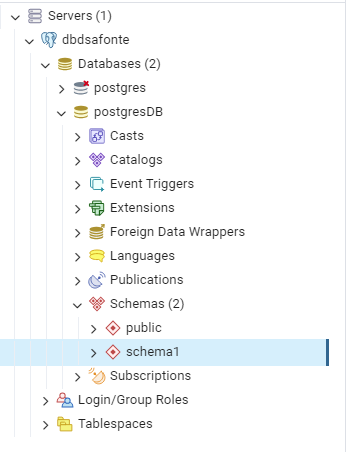 Servers (1)
dbdsafonte
Databases (2)
postgres
postgresDB
Casts
Catalogs
Event Triggers
Extensions
Foreign Data Wrappers
Languages
Publications
Schemas (2)
public
schema1
Subscriptions
Login/Group Roles
Tablespaces